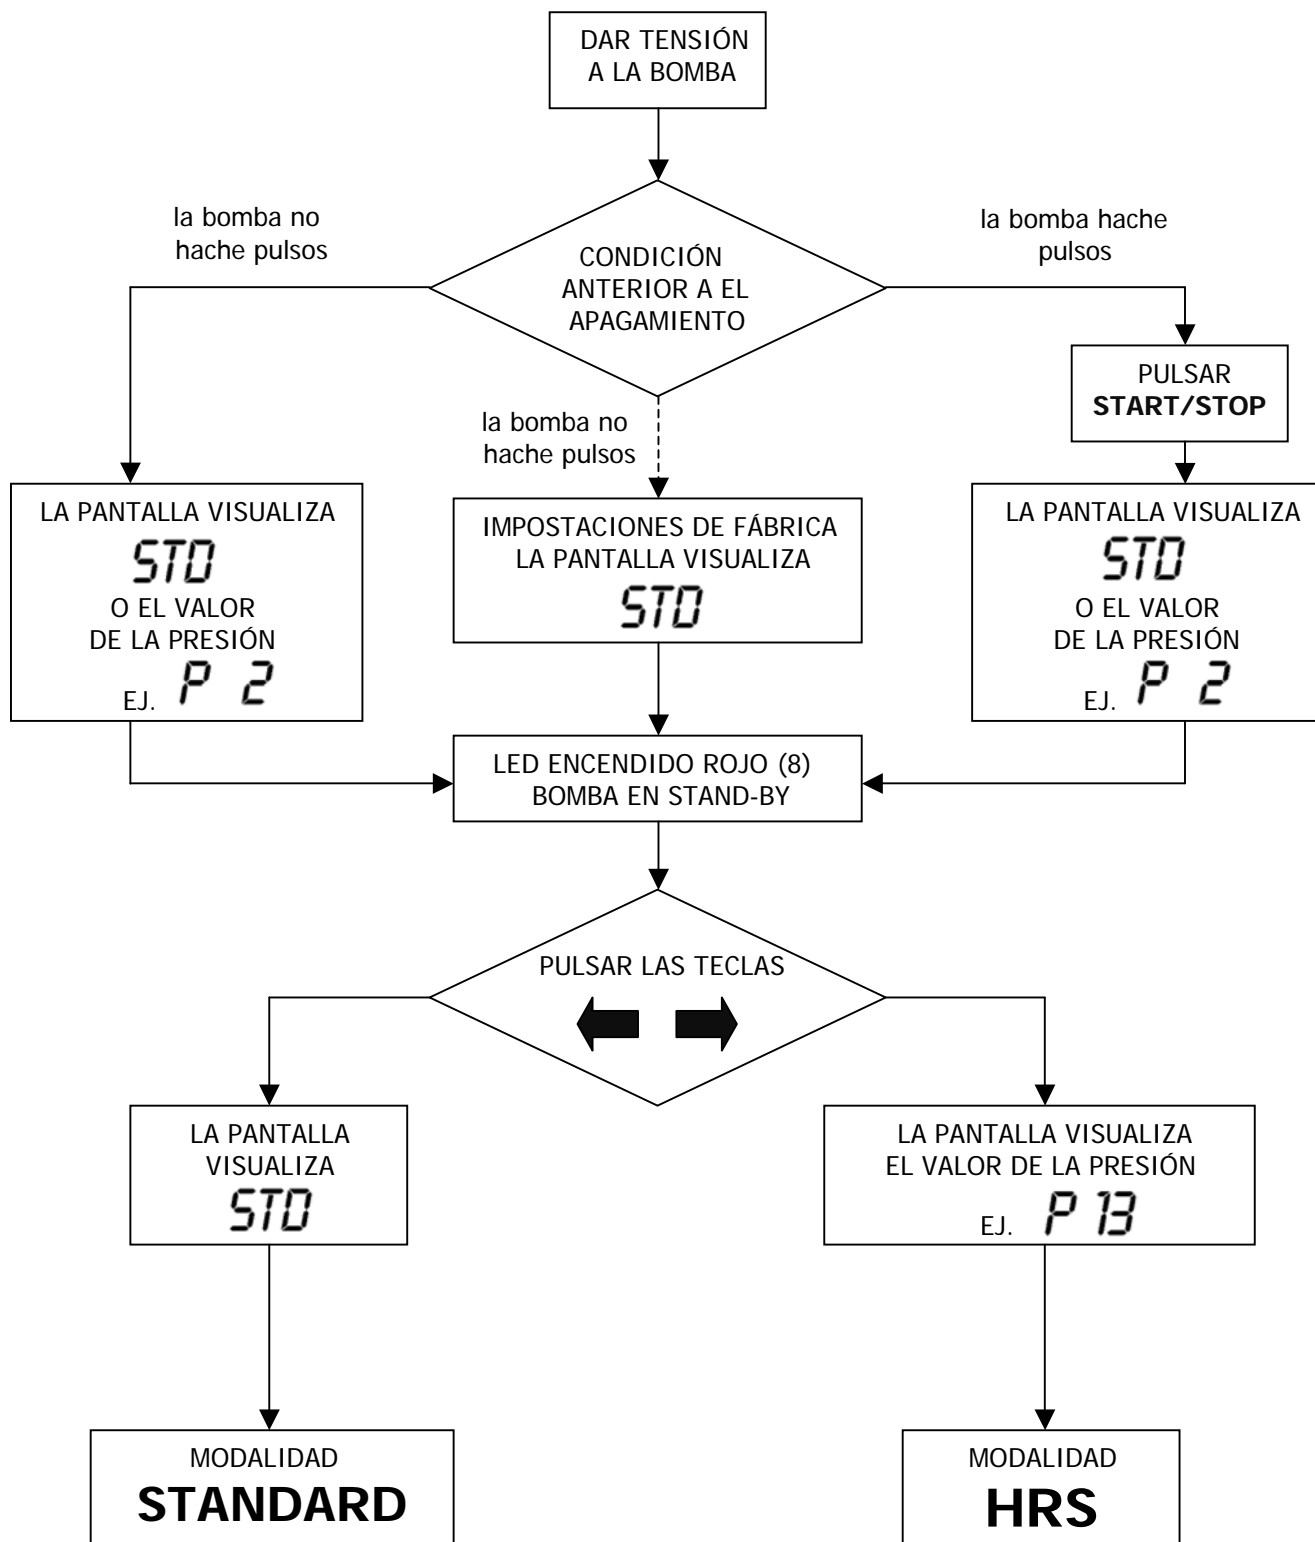 DAR TENSIÓN
A LA BOMBA
la bomba no
hache pulsos
la bomba hache
pulsos
CONDICIÓN
ANTERIOR A EL
APAGAMIENTO
PULSAR
START/STOP
la bomba no
hache pulsos
LA PANTALLA VISUALIZA
STD
O EL VALOR
DE LA PRESIÓN
EJ. P 2
IMPOSTACIONES DE FÁBRICA
LA PANTALLA VISUALIZA
STD
LA PANTALLA VISUALIZA
STD
O EL VALOR
DE LA PRESIÓN
EJ. P 2
LED ENCENDIDO ROJO (8)
BOMBA EN STAND-BY
PULSAR LAS TECLAS
LA PANTALLA
VISUALIZA
STD
LA PANTALLA VISUALIZA
EL VALOR DE LA PRESIÓN
EJ. P 13
MODALIDAD
STANDARD
MODALIDAD
HRS